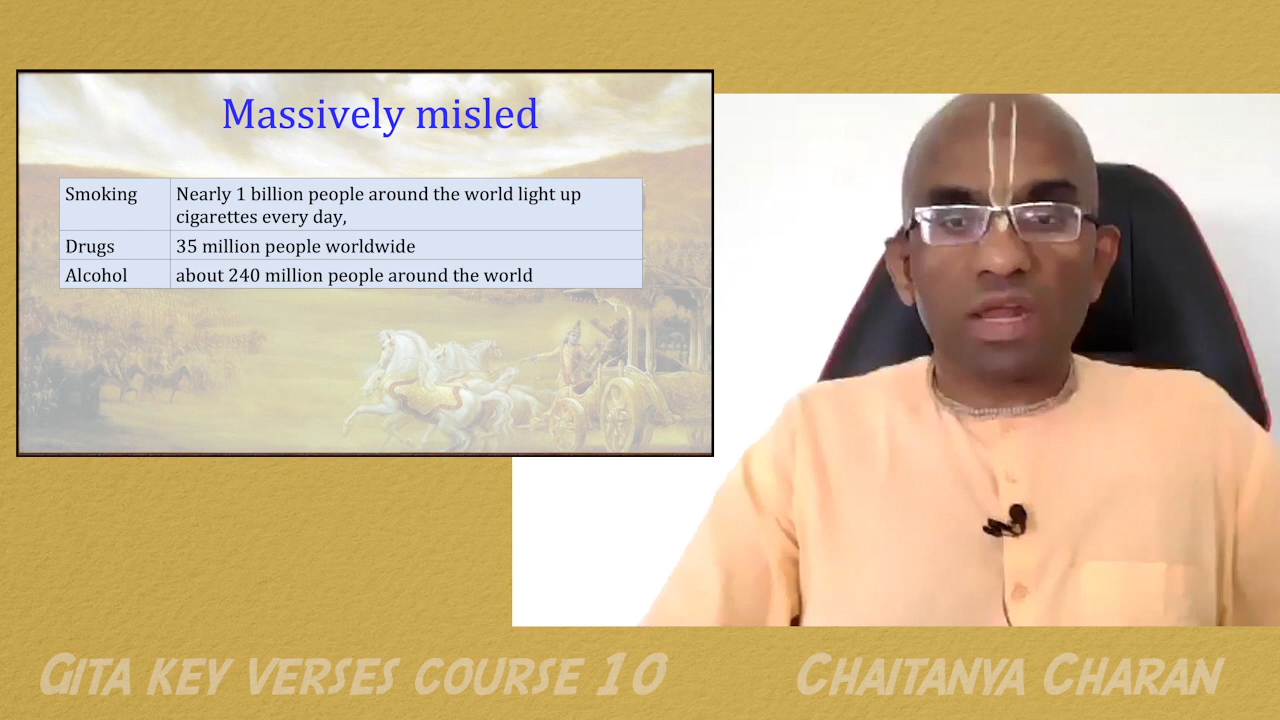 Massively misled
Smoking
Nearly 1 billion people around the world light up
cigarettes every day,
Drugs
35 million people worldwide
Alcohol
about 240 million people around the world
Gita key verses course 10
Chaitanya Charan